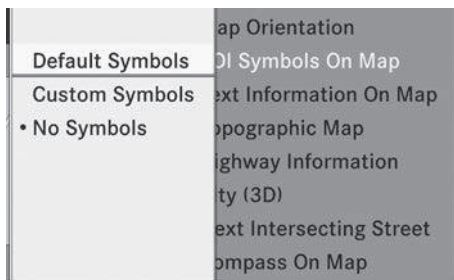 ap Orientation
Default Symbols
OI Symbols On Map
Custom Symbols
ext Information On Map
• No Symbols
opographic Map
ighway Information
ity (3D)
ext Intersecting Street
ompass On Map